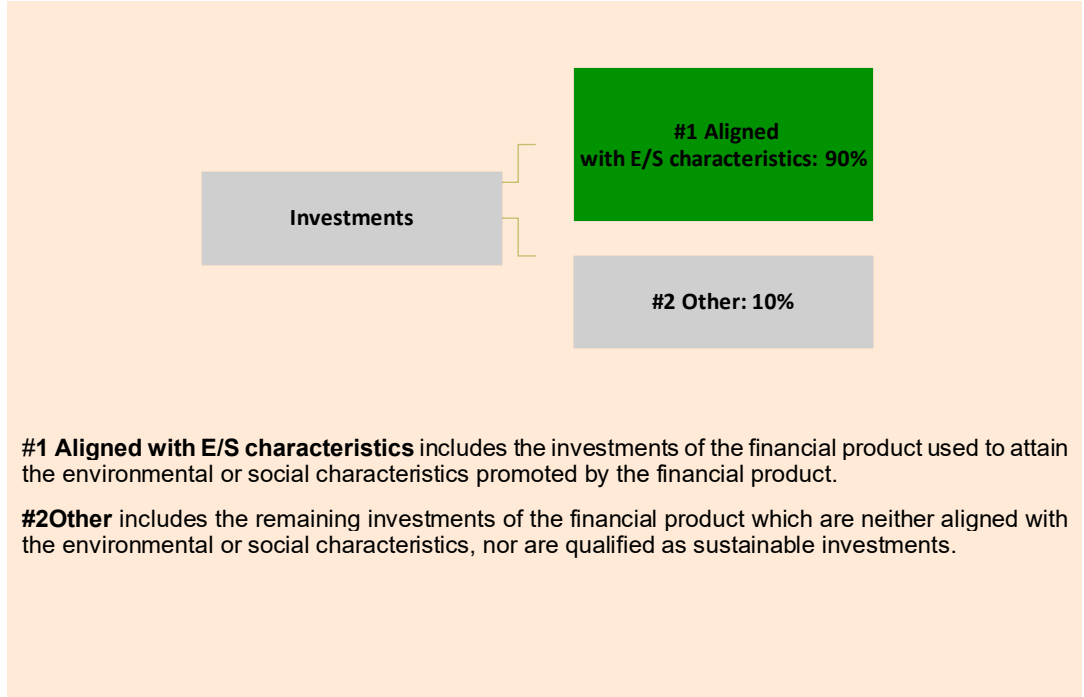 #1 Aligned
with E/S characteristics: 90%
Investments
#2 Other: 10%
#1 Aligned with E/S characteristics includes the investments of the financial product used to attain
the environmental or social characteristics promoted by the financial product.
#2Other includes the remaining investments of the financial product which are neither aligned with
the environmental or social characteristics, nor are qualified as sustainable investments.